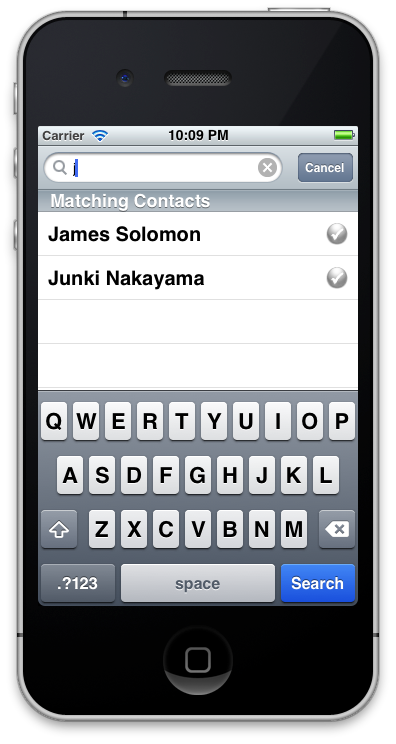 Carrier 10:09 PM
j Cancel
Matching Contacts
James Solomon
Junki Nakayama
Q W E R T Y U I O P
A S D F G H J K L
Z X C V B N M
.?123 space Search